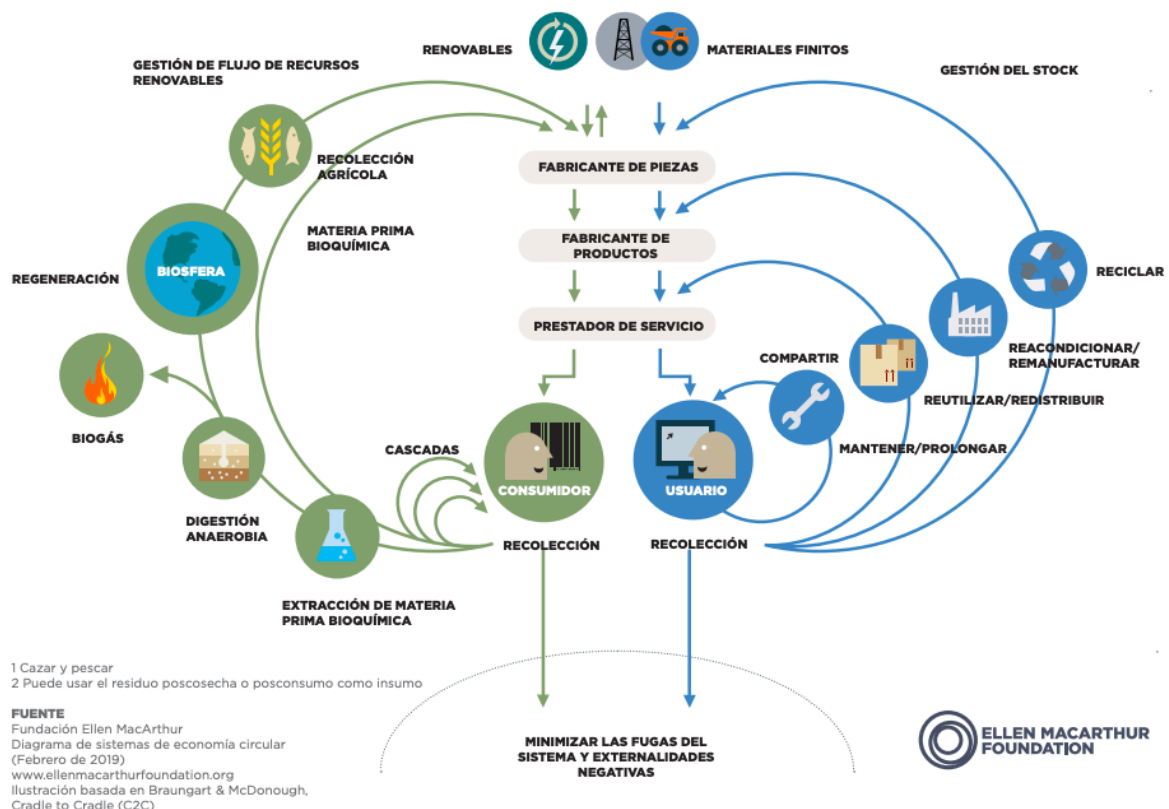 RENOVABLES
MATERIALES FINITOS
GESTIÓN DE FLUJO DE RECURSOS
RENOVABLES
GESTIÓN DEL STOCK
RECOLECCIÓN
AGRÍCOLA
FABRICANTE DE PIEZAS
MATERIA PRIMA
BIOQUÍMICA
FABRICANTE DE
PRODUCTOS
REGENERACIÓN
BIOSFERA
RECICLAR
PRESTADOR DE SERVICIO
COMPARTIR
REACONDICIONAR/
REMANUFACTURAR
REUTILIZAR/REDISTRIBUIR
BIOGÁS
CASCADAS
MANTENER/PROLONGAR
CONSUMIDOR
USUARIO
DIGESTIÓN
ANAEROBIA
RECOLECCIÓN
RECOLECCIÓN
EXTRACCIÓN DE MATERIA
PRIMA BIOQUÍMICA
1 Cazar y pescar
2 Puede usar el residuo poscosecha o posconsumo como insumo
FUENTE
Fundación Ellen MacArthur
Diagrama de sistemas de economía circular
(Febrero de 2019)
www.ellenmacarthurfoundation.org
Ilustración basada en Braungart & McDonough,
Cradle to Cradle (C2C)
MINIMIZAR LAS FUGAS DEL
SISTEMA Y EXTERNALIDADES
NEGATIVAS
ELLEN MACARTHUR
FOUNDATION